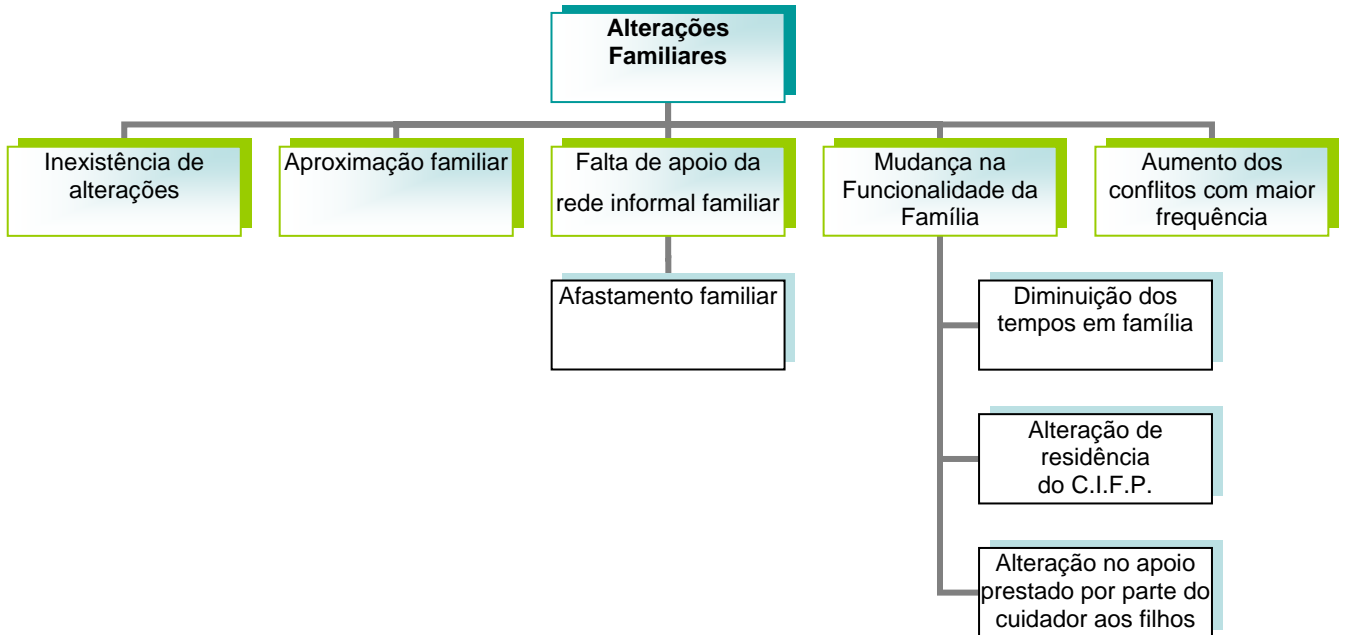 Alterações
Familiares
Inexistência de
alterações
Aproximação familiar
Falta de apoio da
rede informal familiar
Mudança na
Funcionalidade da
Família
Aumento dos
conflitos com maior
frequência
Afastamento familiar
Diminuição dos
tempos em família
Alteração de
residência
do C.I.F.P.
Alteração no apoio
prestado por parte do
cuidador aos filhos